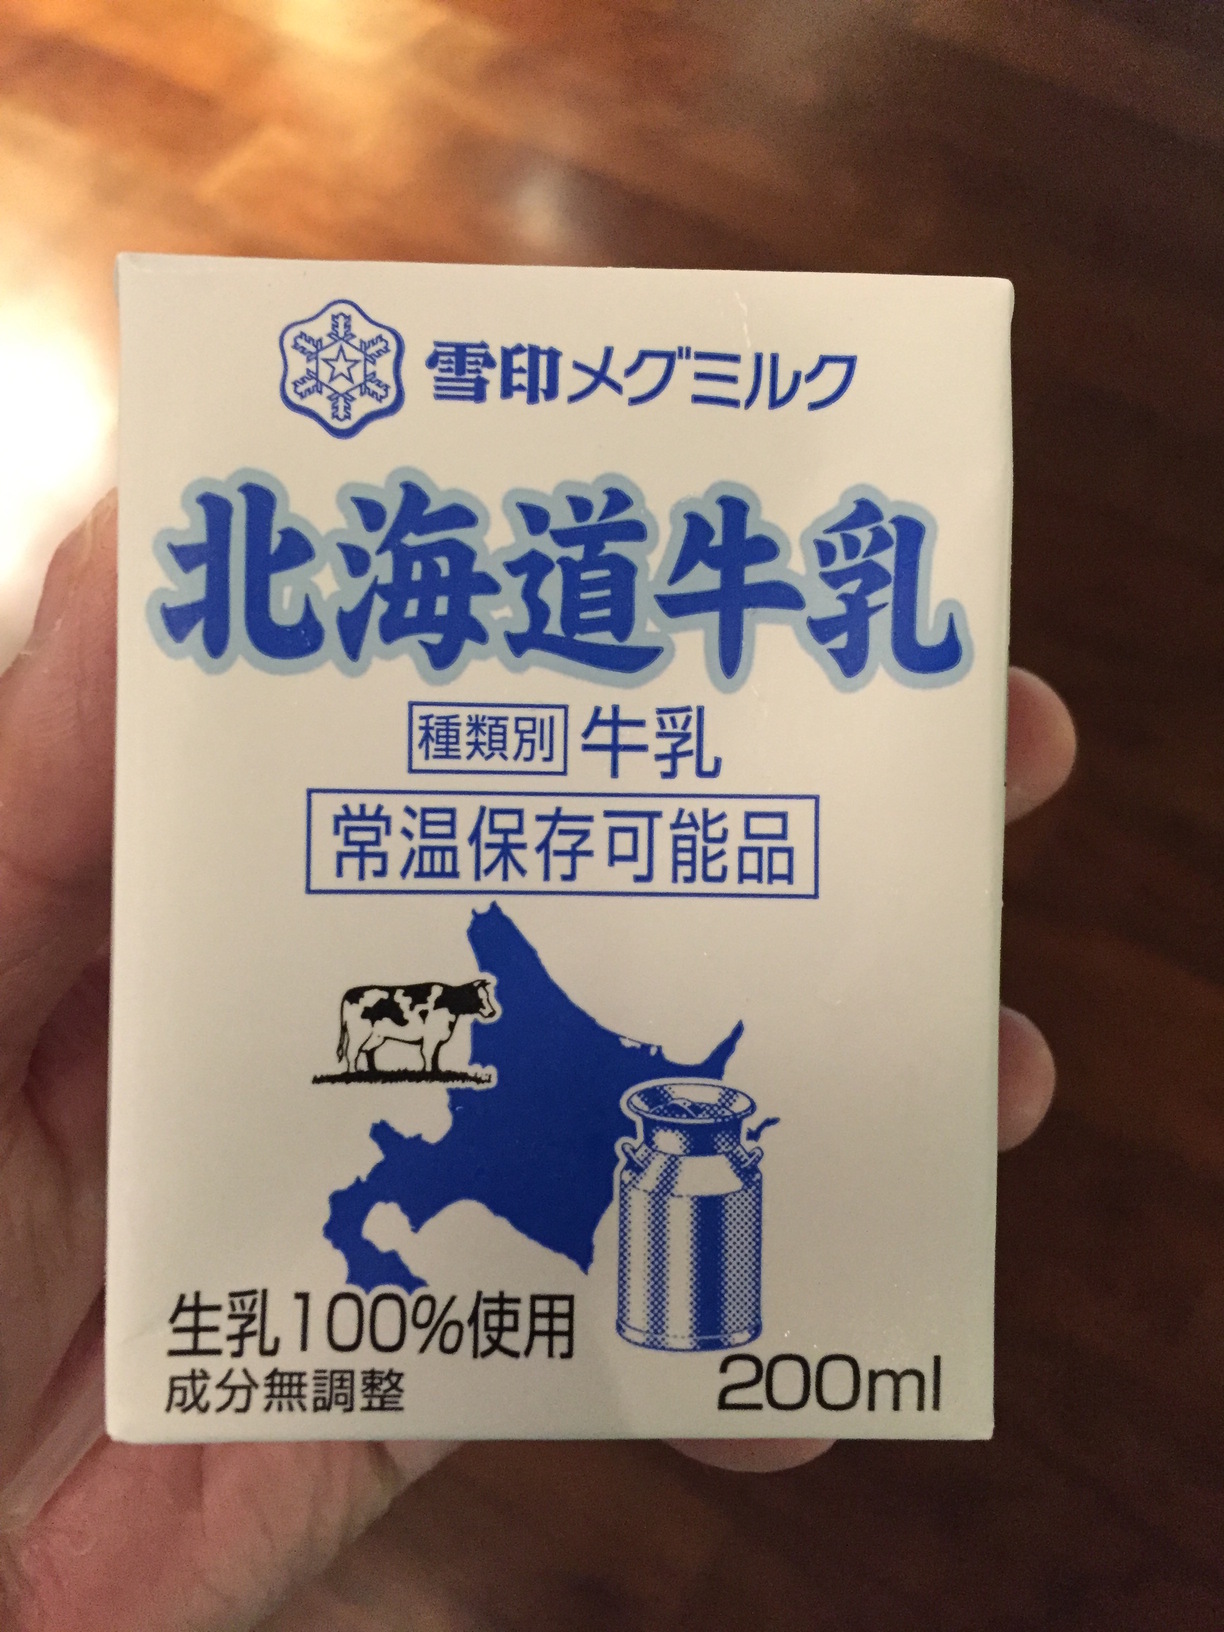 雪印メグミルク
北海道牛乳
種類別 牛乳
常温保存可能品
生乳100%使用
成分無調整
200ml